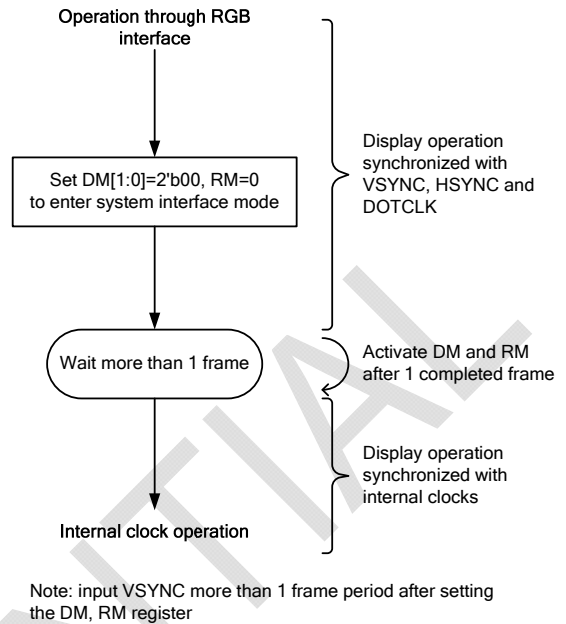 Operation through RGB
interface
Set DM[1:0]=2'b00, RM=0
to enter system interface mode
Display operation
synchronized with
VSYNC, HSYNC and
DOTCLK
Wait more than 1 frame
Activate DM and RM
after 1 completed frame
Display operation
synchronized with
internal clocks
Internal clock operation
Note: input VSYNC more than 1 frame period after setting
the DM, RM register
NTIAL